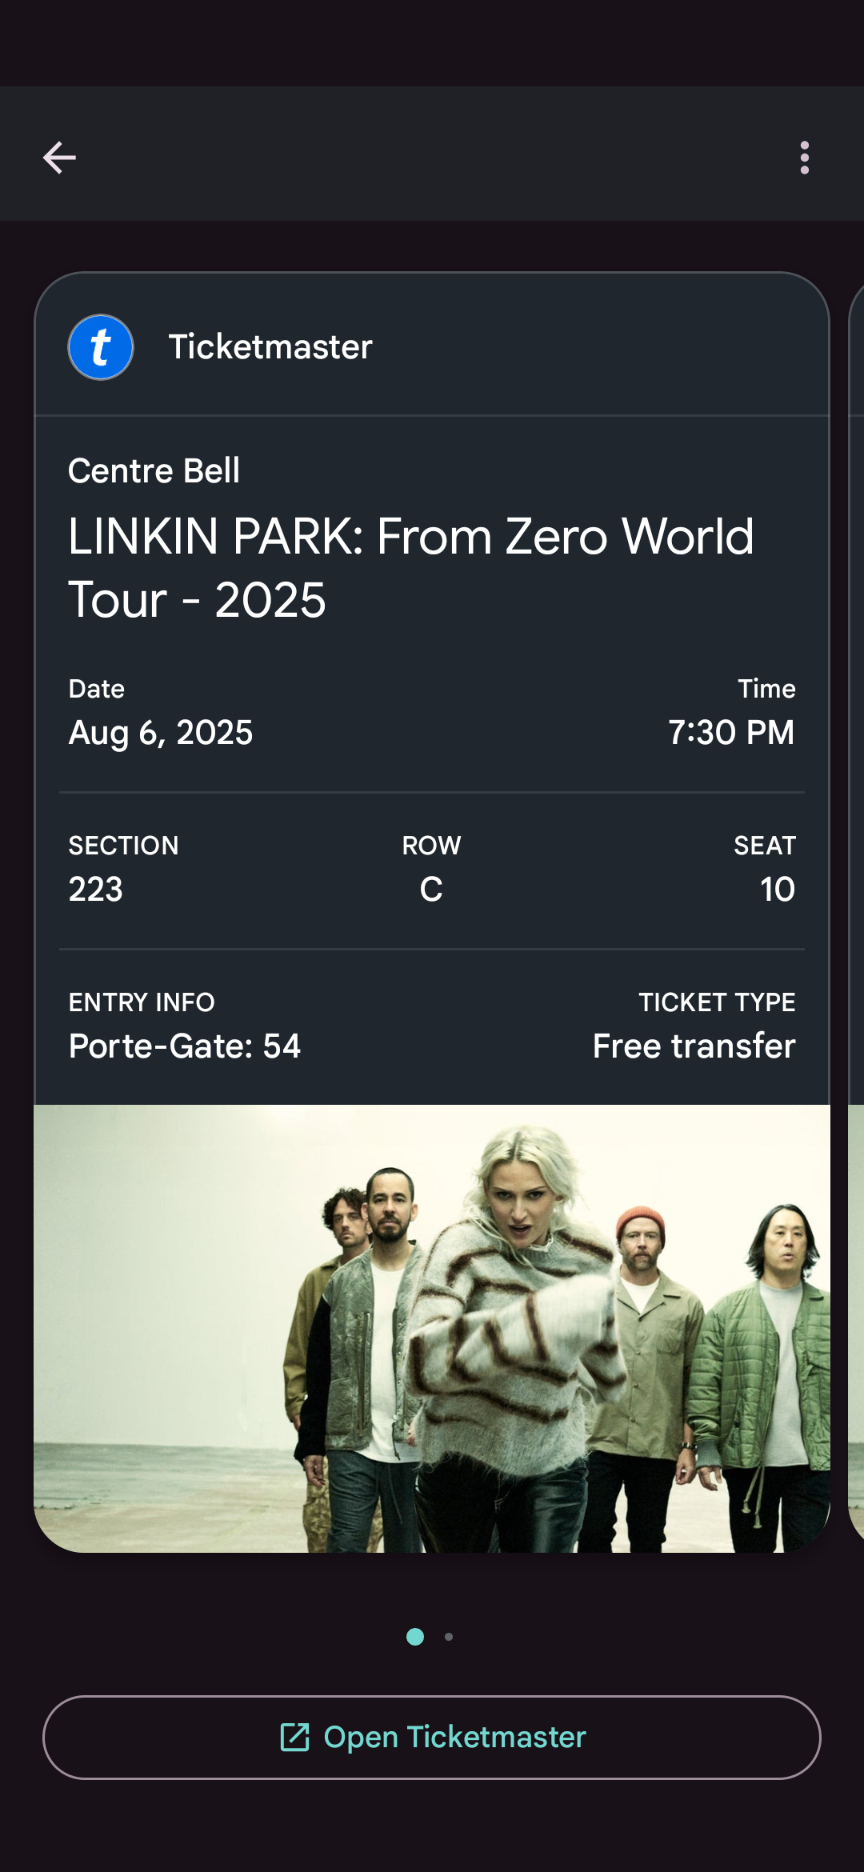 t Ticketmaster
Centre Bell
LINKIN PARK: From Zero World
Tour - 2025
Date Time
Aug 6, 2025 7:30 PM
SECTION ROW SEAT
223 C 10
ENTRY INFO TICKET TYPE
Porte-Gate: 54 Free transfer
Open Ticketmaster